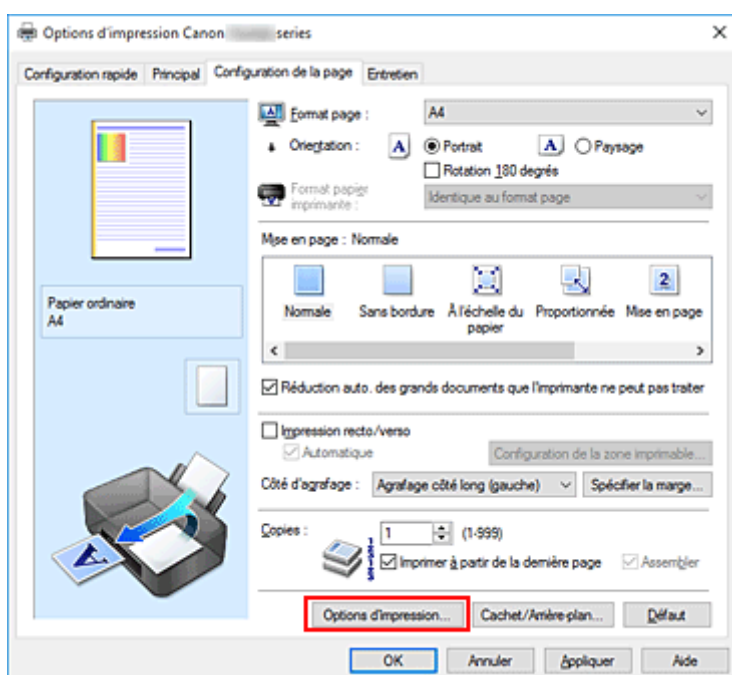 Options d'impression Canon series
Configuration rapide Principal Configuration de la page Entretien
Format page : A4
Orientation : A Portrait A Paysage
Rotation 180 degrés
Format papier imprimante : Identique au format page
Mise en page : Normale
2
Normale Sans bordure À l'échelle du papier Proportionnée Mise en page
Papier ordinaire
A4
Réduction auto. des grands documents que l'imprimante ne peut pas traiter
Impression recto/verso
Automatique Configuration de la zone imprimable...
Côté d'agrafage : Agrafage côté long (gauche) Spécifier la marge...
Copies : 1 (1-999)
Imprimer à partir de la dernière page Assembler
A
Options d'impression... Cachet/Arrière-plan... Défaut
OK Annuler Appliquer Aide